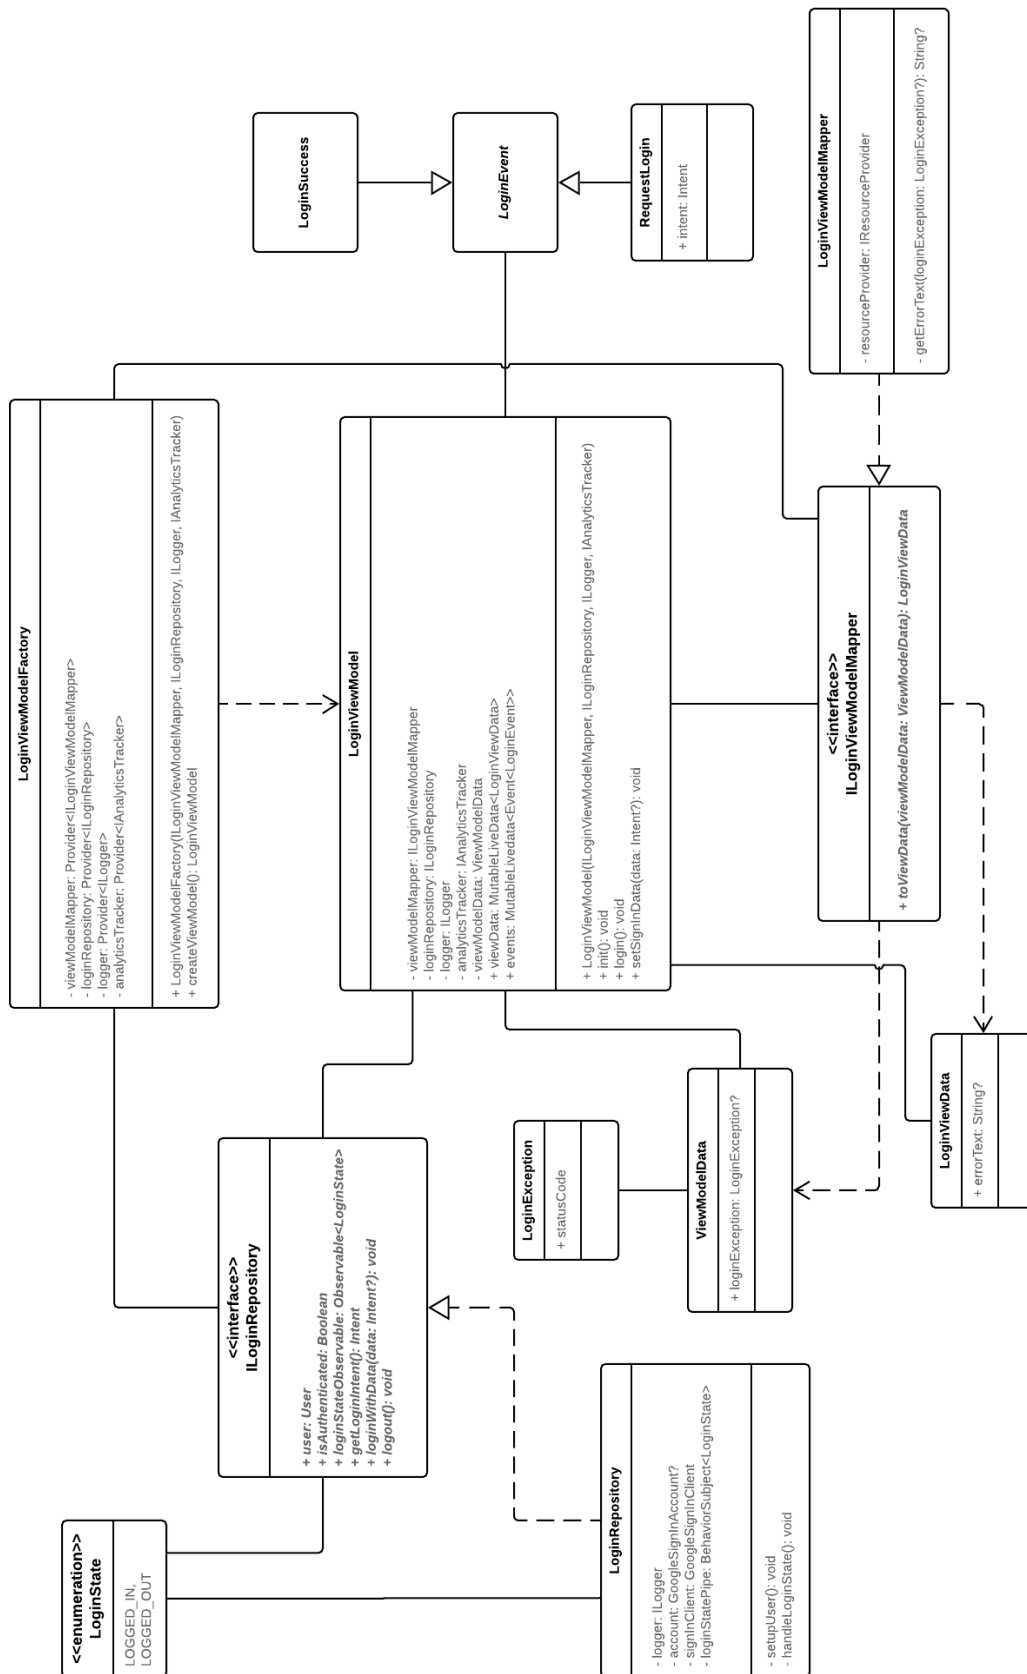 <<enumeration>>
LoginState
LOGGED_IN,
LOGGED_OUT
LoginViewModelFactory
- viewModelMapper: Provider<ILoginViewModelMapper>
- loginRepository: Provider<ILoginRepository>
- logger: Provider<ILogger>
- analyticsTracker: Provider<IAnalyticsTracker>
+ LoginViewModelFactory(ILoginViewModelMapper, ILoginRepository, ILogger, IAnalyticsTracker)
+ createViewModel(): LoginViewModel
<<interface>>
ILoginRepository
+ user: User
+ isAuthenticated: Boolean
+ loginStateObservable: Observable<LoginState>
+ getLoginIntent(): Intent
+ loginWithData(data: Intent?): void
+ logout(): void
LoginSuccess
LoginViewModel
- viewModelMapper: ILoginViewModelMapper
- loginRepository: ILoginRepository
- logger: ILogger
- analyticsTracker: IAnalyticsTracker
- viewModelData: ViewModelData
+ viewData: MutableLiveData<LoginViewData>
+ events: MutableLivedata<Event<LoginEvent>>
+ LoginViewModel(ILoginViewModelMapper, ILoginRepository, ILogger, IAnalyticsTracker)
+ init(): void
+ login(): void
+ setSignInData(data: Intent?): void
LoginEvent
LoginException
+ statusCode
LoginRepository
- logger: ILogger
- account: GoogleSignInAccount?
- signInClient: GoogleSignInClient
- loginStatePipe: BehaviorSubject<LoginState>
- setupUser(): void
- handleLoginState(): void
RequestLogin
+ intent: Intent
ViewModelData
+ loginException: LoginException?
<<interface>>
ILoginViewModelMapper
+ toViewData(viewModelData: ViewModelData): LoginViewData
LoginViewModelMapper
- resourceProvider: IResourceProvider
- getErrorText(loginException: LoginException?): String?
LoginViewData
+ errorText: String?